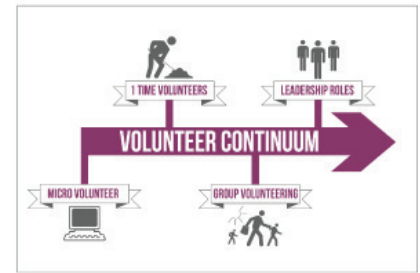 1 TIME VOLUNTEERS
LEADERSHIP ROLES
VOLUNTEER CONTINUUM
MICRO VOLUNTEER
GROUP VOLUNTEERING